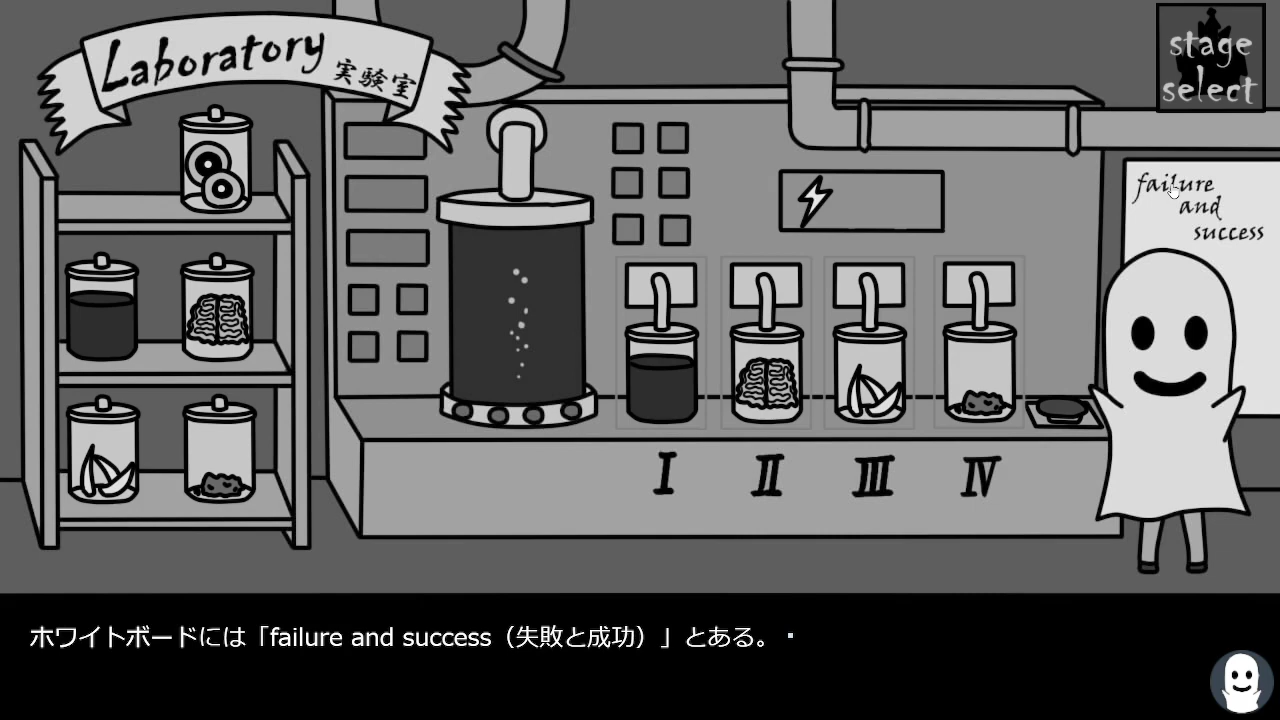 Laboratory 実験室
stage
select
failure
and
success
I II III IV
ホワイトボードには「failure and success（失敗と成功）」とある。